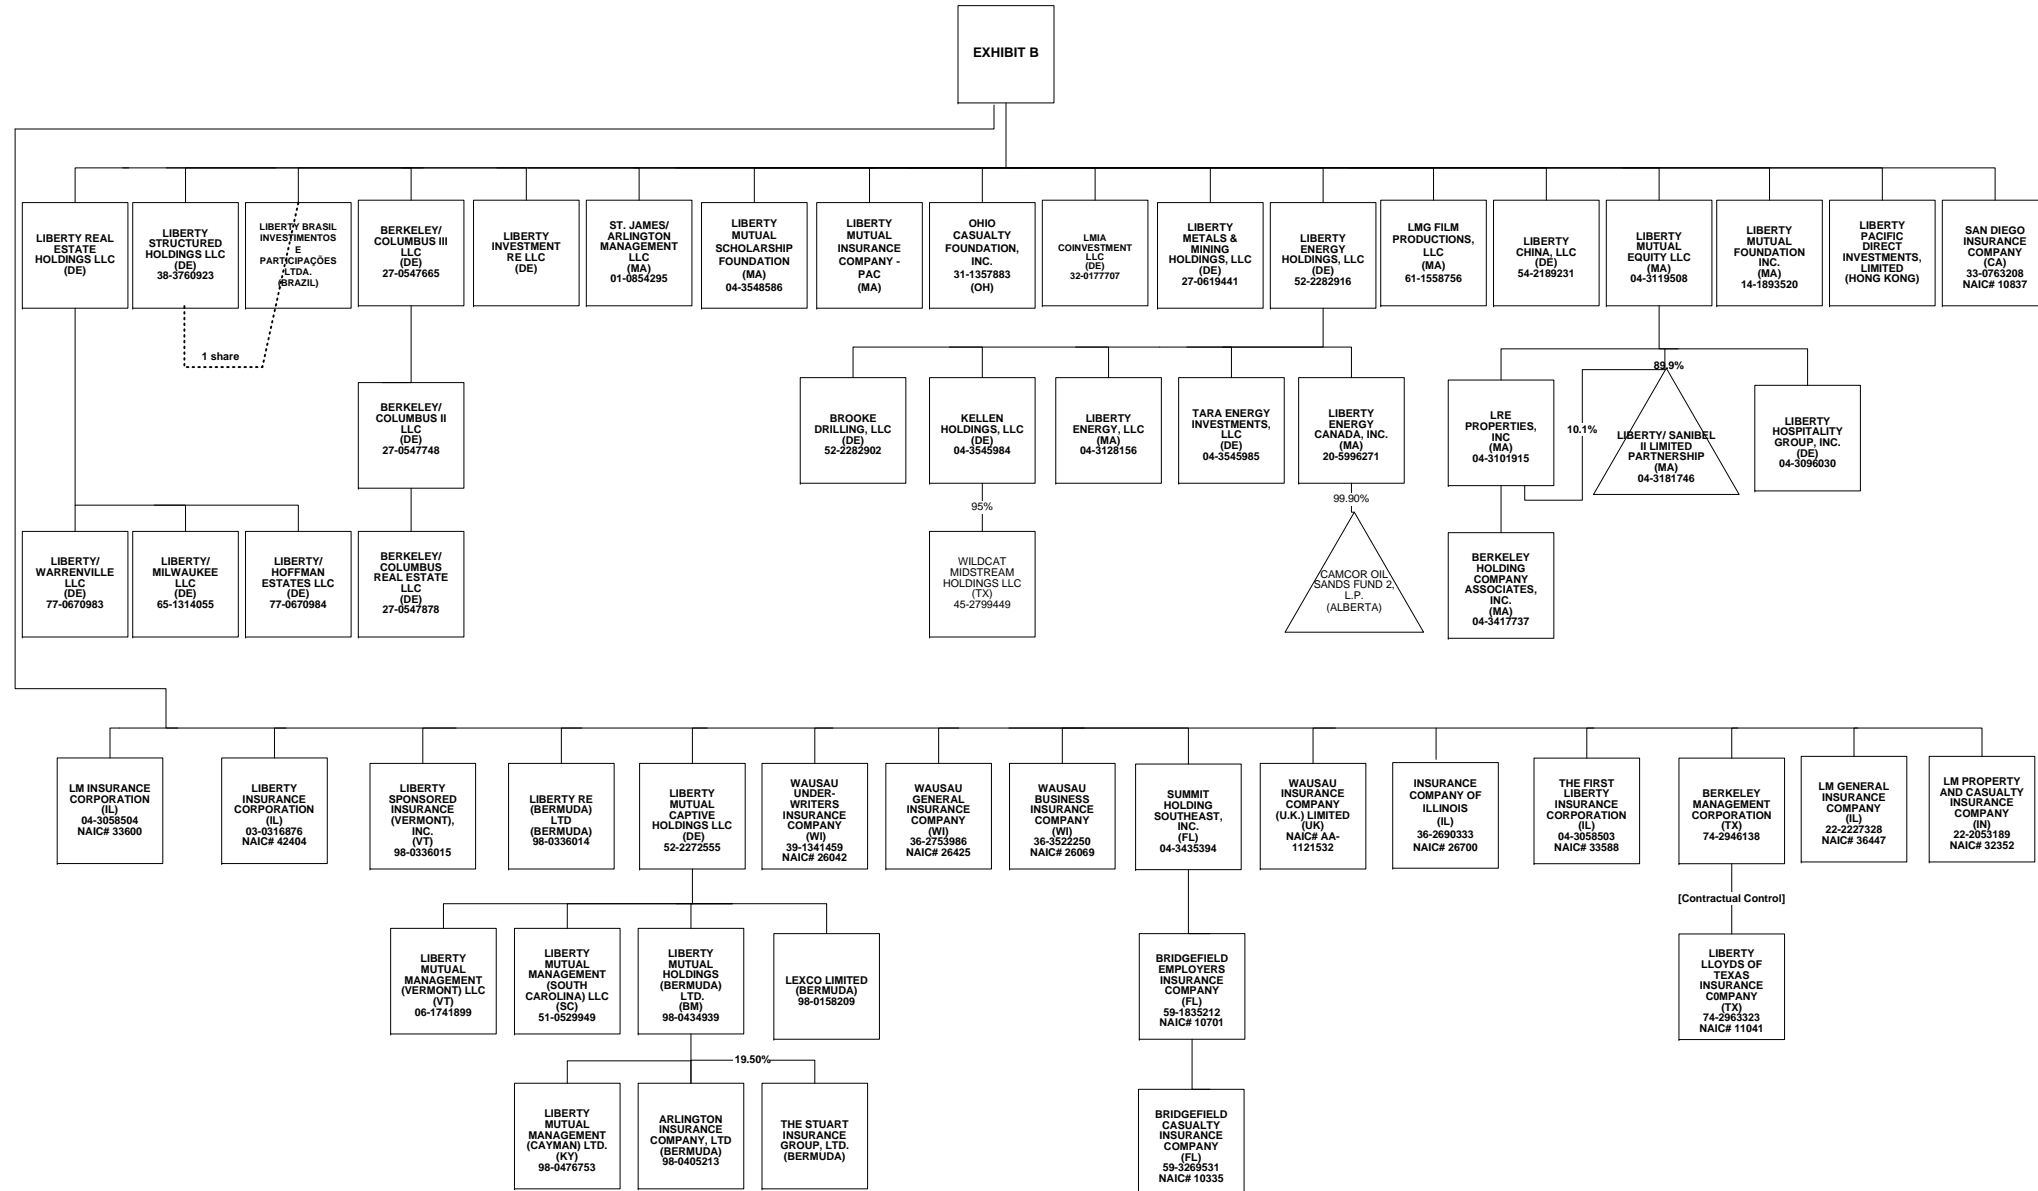 EXHIBIT B
LIBERTY REAL
ESTATE
HOLDINGS LLC
(DE)
LIBERTY
STRUCTURED
HOLDINGS LLC
(DE)
38-3760923
LIBERTY BRASIL
INVESTIMENTOS
E
PARTICIPAÇÕES
LTDA.
(BRAZIL)
BERKELEY/
COLUMBUS III
LLC
(DE)
27-0547665
LIBERTY
INVESTMENT
RE LLC
(DE)
ST. JAMES/
ARLINGTON
MANAGEMENT
LLC
(MA)
01-0854295
LIBERTY
MUTUAL
SCHOLARSHIP
FOUNDATION
(MA)
04-3548586
LIBERTY
MUTUAL
INSURANCE
COMPANY -
PAC
(MA)
OHIO
CASUALTY
FOUNDATION,
INC.
31-1357883
(OH)
LMIA
COINVESTMENT
LLC
(DE)
32-0177707
LIBERTY
METALS &
MINING
HOLDINGS, LLC
(DE)
27-0619441
LIBERTY
ENERGY
HOLDINGS, LLC
(DE)
52-2282916
LMG FILM
PRODUCTIONS,
LLC
(MA)
61-1558756
LIBERTY
CHINA, LLC
(DE)
54-2189231
LIBERTY
MUTUAL
EQUITY LLC
(MA)
04-3119508
LIBERTY
MUTUAL
FOUNDATION
INC.
(MA)
14-1893520
LIBERTY
PACIFIC
DIRECT
INVESTMENTS,
LIMITED
(HONG KONG)
SAN DIEGO
INSURANCE
COMPANY
(CA)
33-0763208
NAIC# 10837
1 share
BERKELEY/
COLUMBUS II
LLC
(DE)
27-0547748
BROOKE
DRILLING, LLC
(DE)
52-2282902
KELLEN
HOLDINGS, LLC
(DE)
04-3545984
LIBERTY
ENERGY, LLC
(MA)
04-3128156
TARA ENERGY
INVESTMENTS,
LLC
(DE)
04-3545985
LIBERTY
ENERGY
CANADA, INC.
(MA)
20-5996271
LRE
PROPERTIES,
INC
(MA)
04-3101915
10.1%
89.9%
LIBERTY/ SANIBEL
II LIMITED
PARTNERSHIP
(MA)
04-3181746
LIBERTY
HOSPITALITY
GROUP, INC.
(DE)
04-3096030
95%
99.90%
LIBERTY/
WARRENVILLE
LLC
(DE)
77-0670983
LIBERTY/
MILWAUKEE
LLC
(DE)
65-1314055
LIBERTY/
HOFFMAN
ESTATES LLC
(DE)
77-0670984
BERKELEY/
COLUMBUS
REAL ESTATE
LLC
(DE)
27-0547878
WILDCAT
MIDSTREAM
HOLDINGS LLC
(TX)
45-2799449
CAMCOR OIL
SANDS FUND 2,
L.P.
(ALBERTA)
BERKELEY
HOLDING
COMPANY
ASSOCIATES,
INC.
(MA)
04-3417737
LM INSURANCE
CORPORATION
(IL)
04-3058504
NAIC# 33600
LIBERTY
INSURANCE
CORPORATION
(IL)
03-0316876
NAIC# 42404
LIBERTY
SPONSORED
INSURANCE
(VERMONT),
INC.
(VT)
98-0336015
LIBERTY RE
(BERMUDA)
LTD
(BERMUDA)
98-0336014
LIBERTY
MUTUAL
CAPTIVE
HOLDINGS LLC
(DE)
52-2272555
WAUSAU
UNDER-
WRITERS
INSURANCE
COMPANY
(WI)
39-1341459
NAIC# 26042
WAUSAU
GENERAL
INSURANCE
COMPANY
(WI)
36-2753986
NAIC# 26425
WAUSAU
BUSINESS
INSURANCE
COMPANY
(WI)
36-3522250
NAIC# 26069
SUMMIT
HOLDING
SOUTHEAST,
INC.
(FL)
04-3435394
WAUSAU
INSURANCE
COMPANY
(U.K.) LIMITED
(UK)
NAIC# AA-
1121532
INSURANCE
COMPANY OF
ILLINOIS
(IL)
36-2690333
NAIC# 26700
THE FIRST
LIBERTY
INSURANCE
CORPORATION
(IL)
04-3058503
NAIC# 33588
BERKELEY
MANAGEMENT
CORPORATION
(TX)
74-2946138
LM GENERAL
INSURANCE
COMPANY
(IL)
22-2227328
NAIC# 36447
LM PROPERTY
AND CASUALTY
INSURANCE
COMPANY
(IN)
22-2053189
NAIC# 32352
[Contractual Control]
LIBERTY
MUTUAL
MANAGEMENT
(VERMONT) LLC
(VT)
06-1741899
LIBERTY
MUTUAL
MANAGEMENT
(SOUTH
CAROLINA) LLC
(SC)
51-0529949
LIBERTY
MUTUAL
HOLDINGS
(BERMUDA)
LTD.
(BM)
98-0434939
LEXCO LIMITED
(BERMUDA)
98-0158209
BRIDGEFIELD
EMPLOYERS
INSURANCE
COMPANY
(FL)
59-1835212
NAIC# 10701
LIBERTY
LLOYDS OF
TEXAS
INSURANCE
C0MPANY
(TX)
74-2963323
NAIC# 11041
19.50%
LIBERTY
MUTUAL
MANAGEMENT
(CAYMAN) LTD.
(KY)
98-0476753
ARLINGTON
INSURANCE
COMPANY, LTD
(BERMUDA)
98-0405213
THE STUART
INSURANCE
GROUP, LTD.
(BERMUDA)
BRIDGEFIELD
CASUALTY
INSURANCE
COMPANY
(FL)
59-3269531
NAIC# 10335